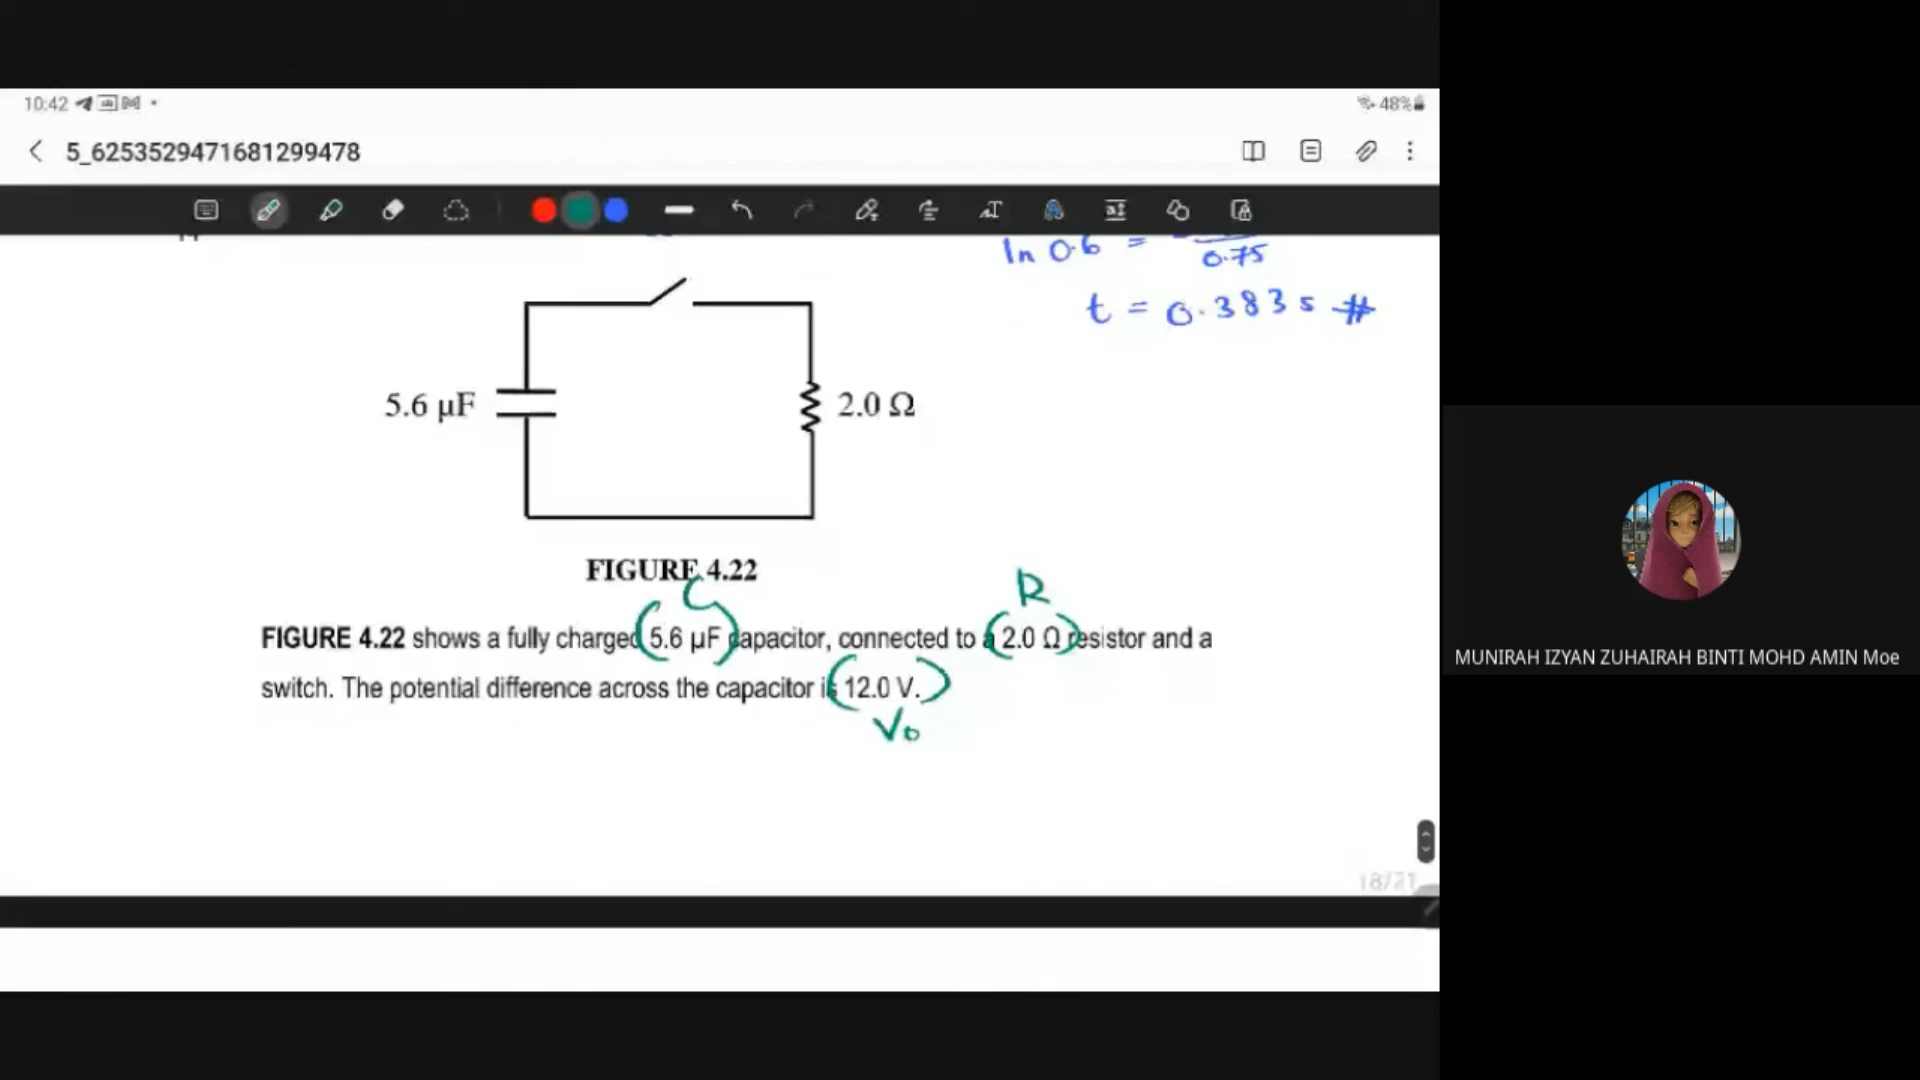 10:42
48%
5_6253529471681299478
ln 0.6 =
0.75
t = 0.383 s #
5.6 µF
2.0 Ω
FIGURE 4.22
C
R
FIGURE 4.22 shows a fully charged (5.6 µF) capacitor, connected to a (2.0 Ω) resistor and a
switch. The potential difference across the capacitor is (12.0 V.)
V₀
18/21
MUNIRAH IZYAN ZUHAIRAH BINTI MOHD AMIN Moe